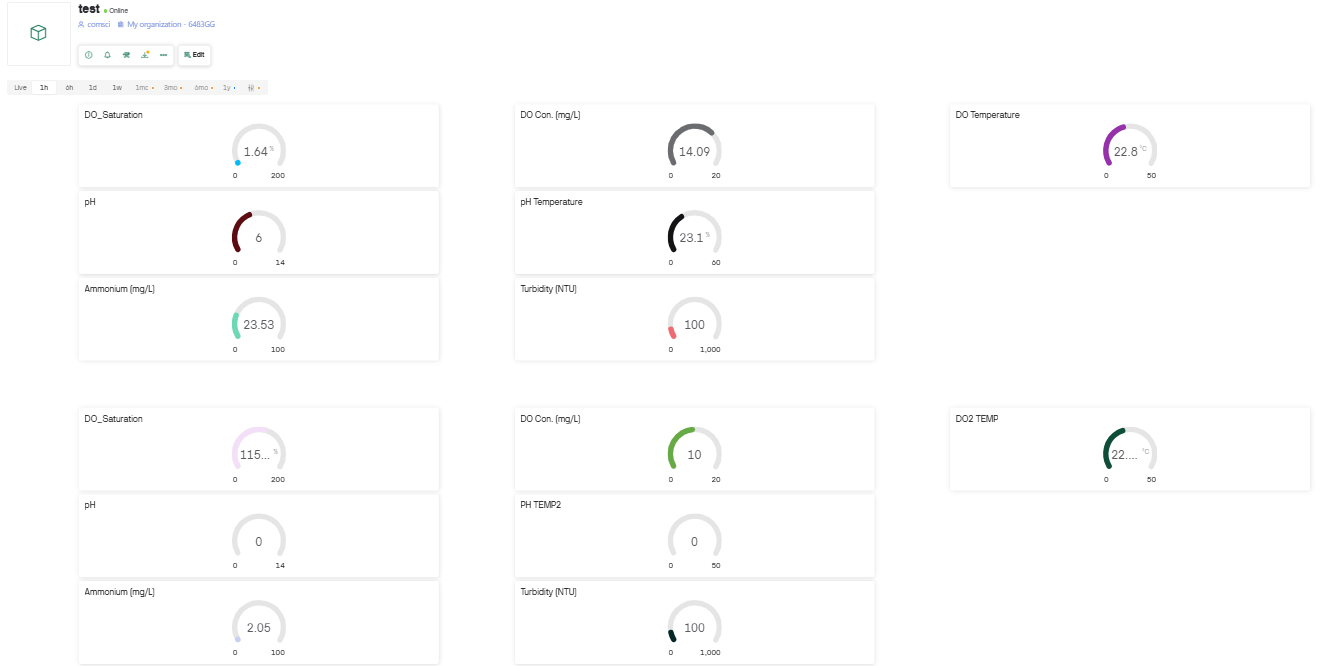 test Online
comsci My organization - 6483GG
Edit
Live 1h 6h 1d 1w 1mo 3mo 6mo 1y
DO_Saturation
1.64 %
0 200
DO Con. (mg/L)
14.09
0 20
DO Temperature
22.8 °C
0 50
pH
6
0 14
pH Temperature
23.1 %
0 60
Ammonium (mg/L)
23.53
0 100
Turbidity (NTU)
100
0 1,000
DO_Saturation
115... %
0 200
DO Con. (mg/L)
10
0 20
DO2 TEMP
22.... °C
0 50
pH
0
0 14
PH TEMP2
0
0 50
Ammonium (mg/L)
2.05
0 100
Turbidity (NTU)
100
0 1,000